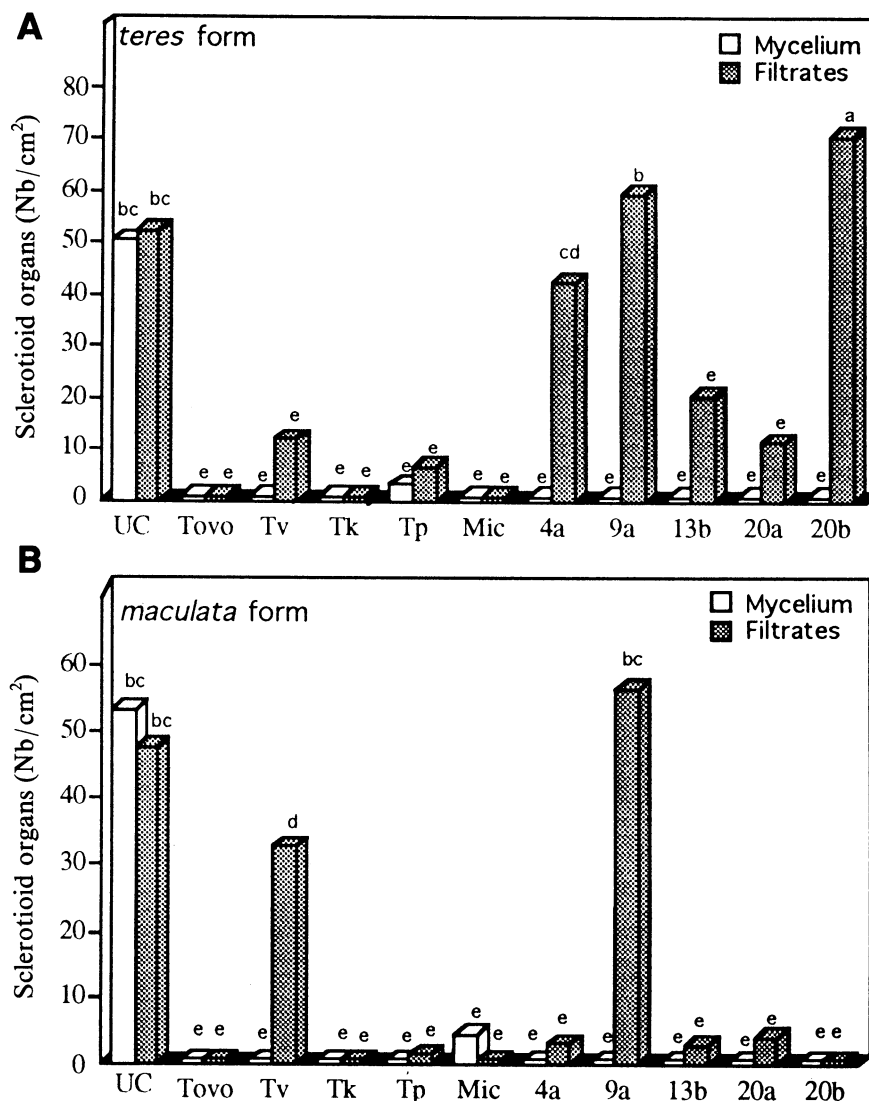 A
teres form
Mycelium
Filtrates
Sclerotioid organs (Nb/cm²)
80
70
60
50
40
30
20
10
0
bc bc
e e
e e
e e
e e
e e
e cd
e b
e e
e e
e a
UC Tovo Tv Tk Tp Mic 4a 9a 13b 20a 20b
B
maculata form
Mycelium
Filtrates
Sclerotioid organs (Nb/cm²)
60
50
40
30
20
10
0
bc bc
e e
e d
e e
e e
e e
e e
e bc
e e
e e
e e
UC Tovo Tv Tk Tp Mic 4a 9a 13b 20a 20b